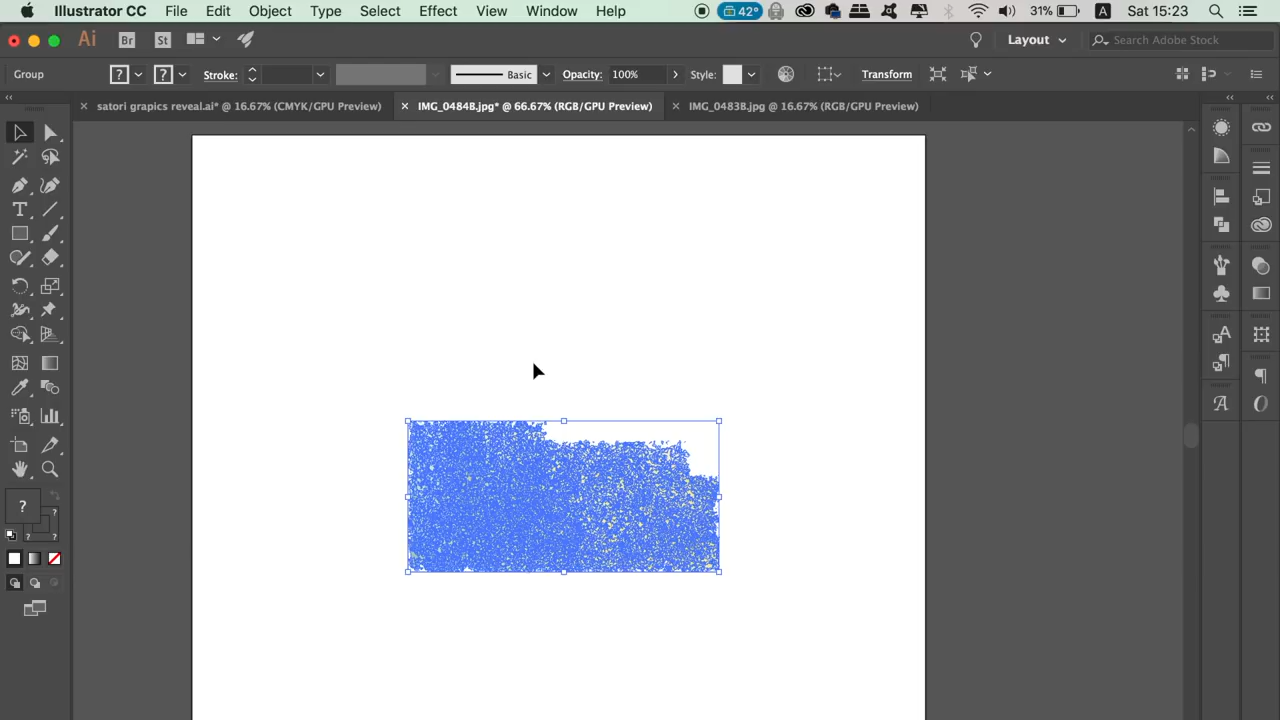 Illustrator CC File Edit Object Type Select Effect View Window Help 42° 31% A Sat 15:23
Ai Br St Layout Search Adobe Stock
Group ? ? Stroke: Basic Opacity: 100% Style: Transform
satori grapics reveal.ai* @ 16.67% (CMYK/GPU Preview) IMG_0484B.jpg* @ 66.67% (RGB/GPU Preview) IMG_0483B.jpg @ 16.67% (RGB/GPU Preview)
?
?
? ?